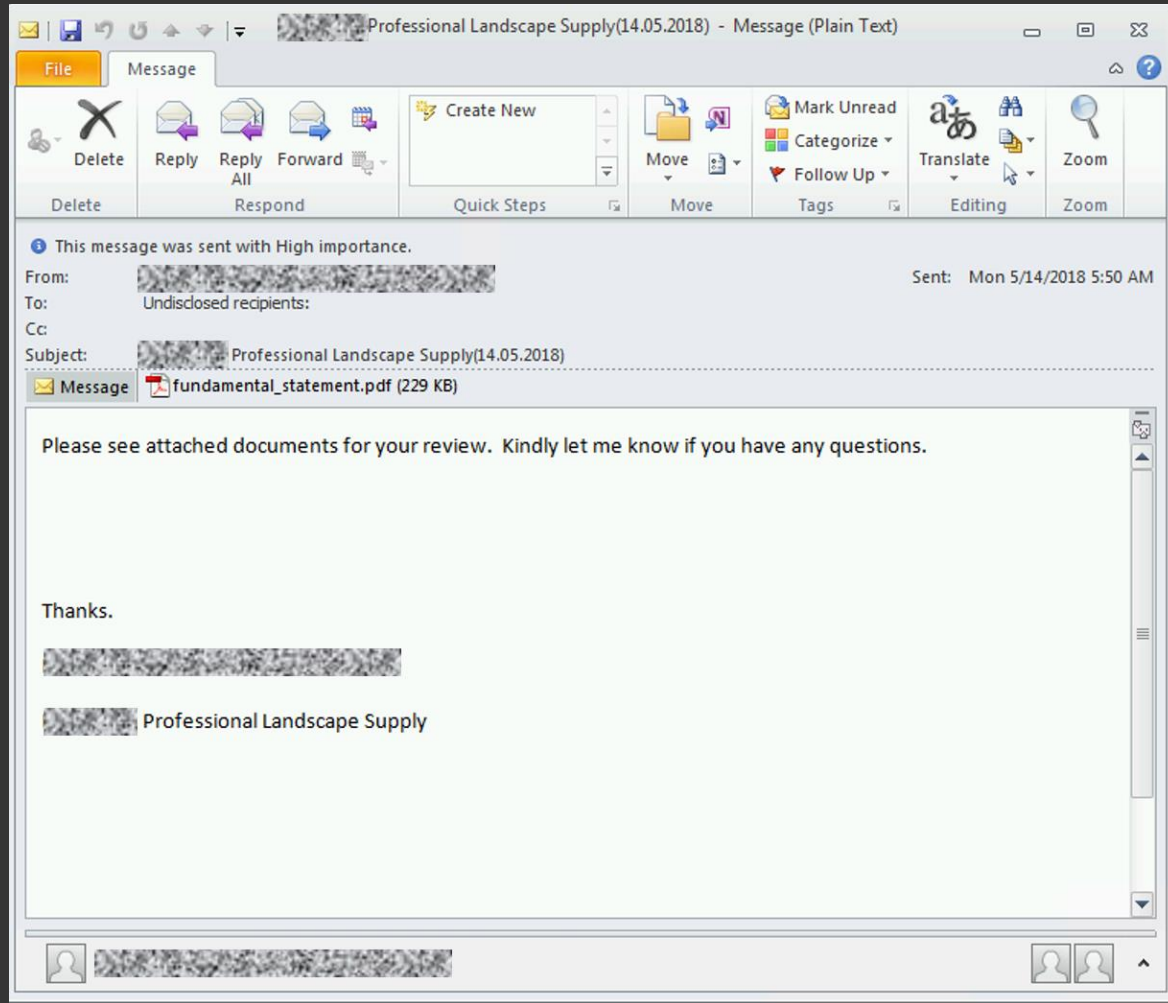 Professional Landscape Supply(14.05.2018) - Message (Plain Text)
File Message
Delete
Reply
Reply All
Forward
Create New
Move
Mark Unread
Categorize
Follow Up
Translate
Zoom
Delete Respond Quick Steps Move Tags Editing Zoom
This message was sent with High importance.
From:
Sent: Mon 5/14/2018 5:50 AM
To: Undisclosed recipients:
Cc:
Subject: Professional Landscape Supply(14.05.2018)
Message fundamental_statement.pdf (229 KB)
Please see attached documents for your review. Kindly let me know if you have any questions.
Thanks.
Professional Landscape Supply